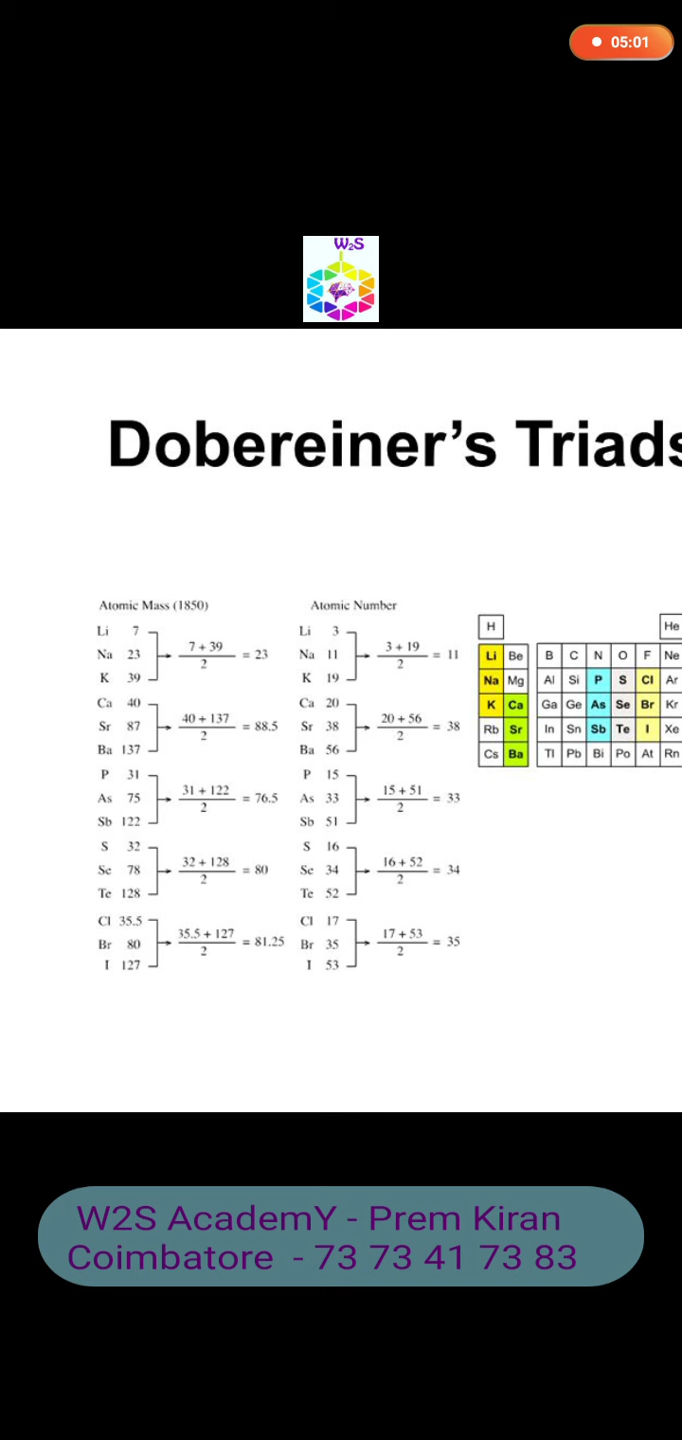 05:01
W2S
Dobereiner’s Triads
Atomic Mass (1850)
Li 7
Na 23
K 39
7 + 39
2
= 23
Ca 40
Sr 87
Ba 137
40 + 137
2
= 88.5
P 31
As 75
Sb 122
31 + 122
2
= 76.5
S 32
Se 78
Te 128
32 + 128
2
= 80
Cl 35.5
Br 80
I 127
35.5 + 127
2
= 81.25
Atomic Number
Li 3
Na 11
K 19
3 + 19
2
= 11
Ca 20
Sr 38
Ba 56
20 + 56
2
= 38
P 15
As 33
Sb 51
15 + 51
2
= 33
S 16
Se 34
Te 52
16 + 52
2
= 34
Cl 17
Br 35
I 53
17 + 53
2
= 35
H He
Li Be B C N O F Ne
Na Mg Al Si P S Cl Ar
K Ca Ga Ge As Se Br Kr
Rb Sr In Sn Sb Te I Xe
Cs Ba Tl Pb Bi Po At Rn
W2S AcademY - Prem Kiran
Coimbatore - 73 73 41 73 83